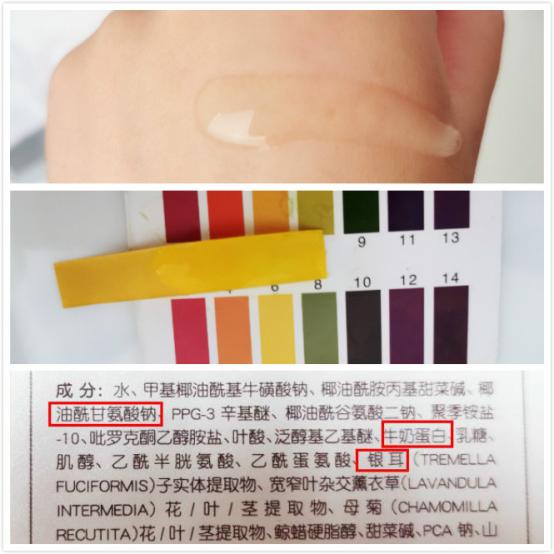 9 11 13
4 6 8 10 12 14
成分：水、甲基椰油酰基牛磺酸钠、椰油酰胺丙基甜菜碱、椰
油酰甘氨酸钠、PPG-3 辛基醚、椰油酰谷氨酸二钠、聚季铵盐
-10、吡罗克酮乙醇胺盐、叶酸、泛醇基乙基醚、牛奶蛋白、乳糖、
肌醇、乙酰半胱氨酸、乙酰蛋氨酸、银耳（TREMELLA
FUCIFORMIS）子实体提取物、宽窄叶杂交薰衣草（LAVANDULA
INTERMEDIA）花/叶/茎提取物、母菊（CHAMOMILLA
RECUTITA）花/叶/茎提取物、鲸蜡硬脂醇、甜菜碱、PCA 钠、山